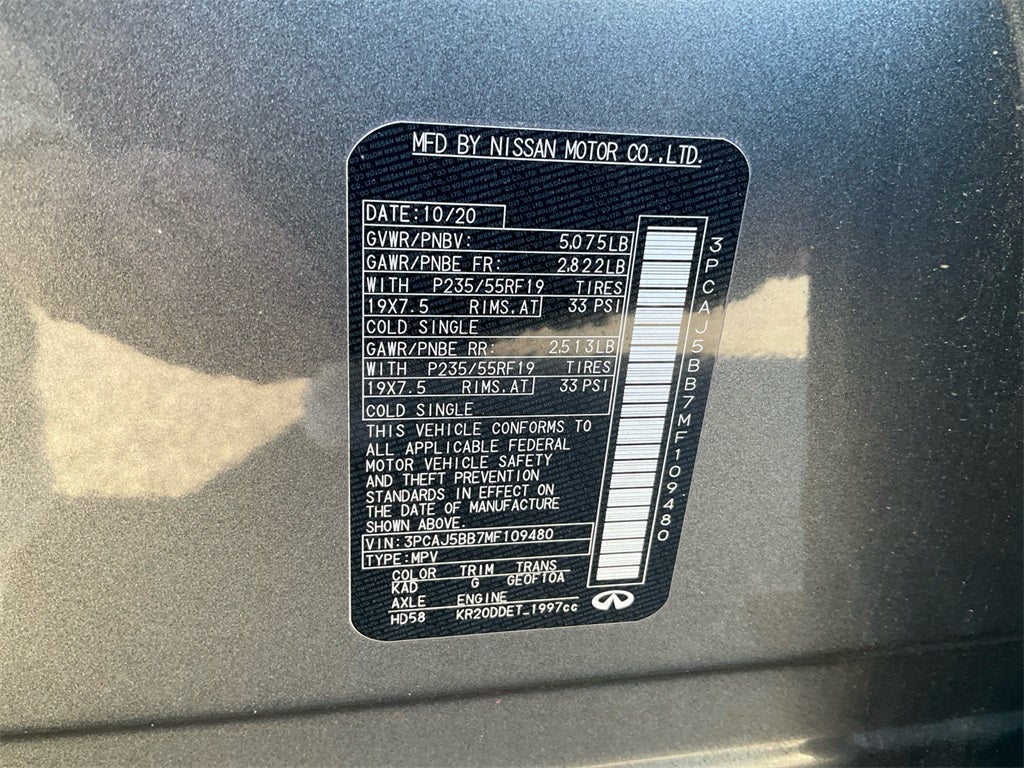 MFD BY NISSAN MOTOR CO.,LTD.
DATE:10/20
GVWR/PNBV: 5,075LB
GAWR/PNBE FR: 2,822LB
WITH P235/55RF19 TIRES
19X7.5 RIMS,AT 33 PSI
COLD SINGLE
GAWR/PNBE RR: 2,513LB
WITH P235/55RF19 TIRES
19X7.5 RIMS,AT 33 PSI
COLD SINGLE
THIS VEHICLE CONFORMS TO
ALL APPLICABLE FEDERAL
MOTOR VEHICLE SAFETY
AND THEFT PREVENTION
STANDARDS IN EFFECT ON
THE DATE OF MANUFACTURE
SHOWN ABOVE.
VIN:3PCAJ5BB7MF109480
TYPE:MPV
COLOR TRIM TRANS
KAD G GEOF10A
AXLE ENGINE
HD58 KR20DDET_1997cc
3PCAJ5BB7MF109480